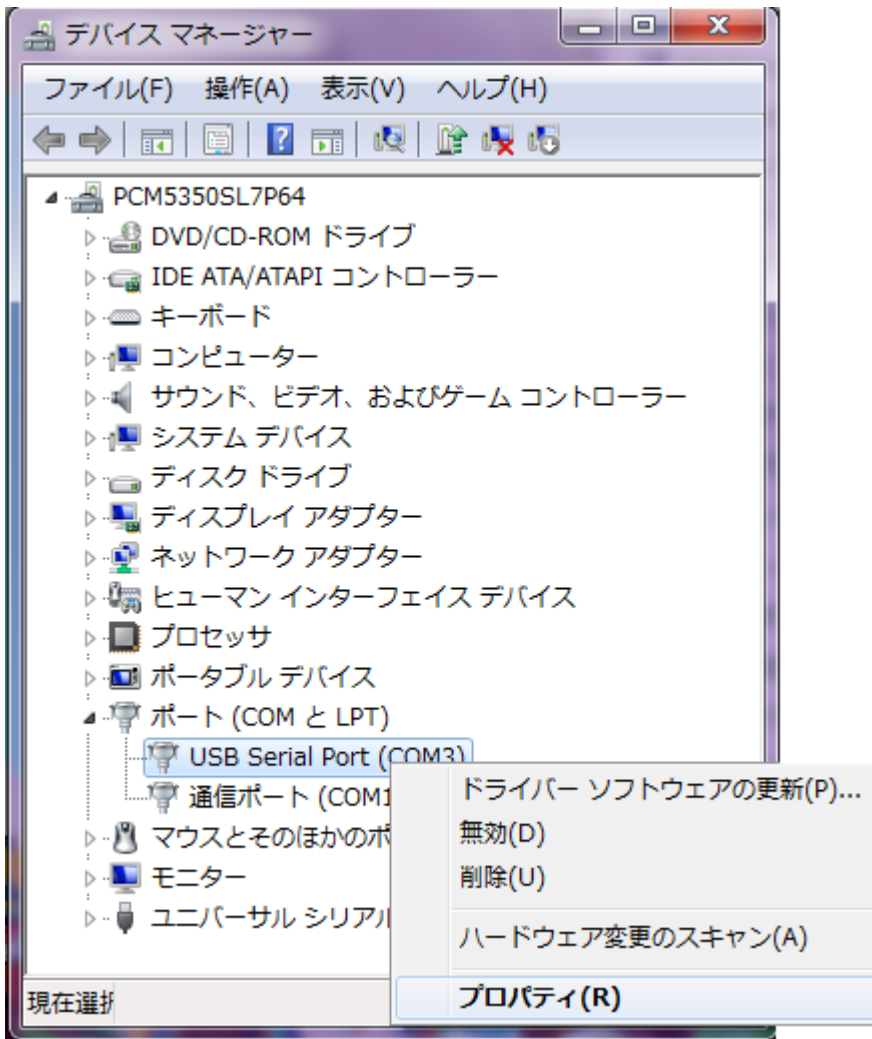 デバイス マネージャー
ファイル(F) 操作(A) 表示(V) ヘルプ(H)
PCM5350SL7P64
DVD/CD-ROM ドライブ
IDE ATA/ATAPI コントローラー
キーボード
コンピューター
サウンド、ビデオ、およびゲーム コントローラー
システム デバイス
ディスク ドライブ
ディスプレイ アダプター
ネットワーク アダプター
ヒューマン インターフェイス デバイス
プロセッサ
ポータブル デバイス
ポート (COM と LPT)
USB Serial Port (COM3)
通信ポート (COM1
マウスとそのほかのポ
モニター
ユニバーサル シリアル
現在選択
ドライバー ソフトウェアの更新(P)...
無効(D)
削除(U)
ハードウェア変更のスキャン(A)
プロパティ(R)